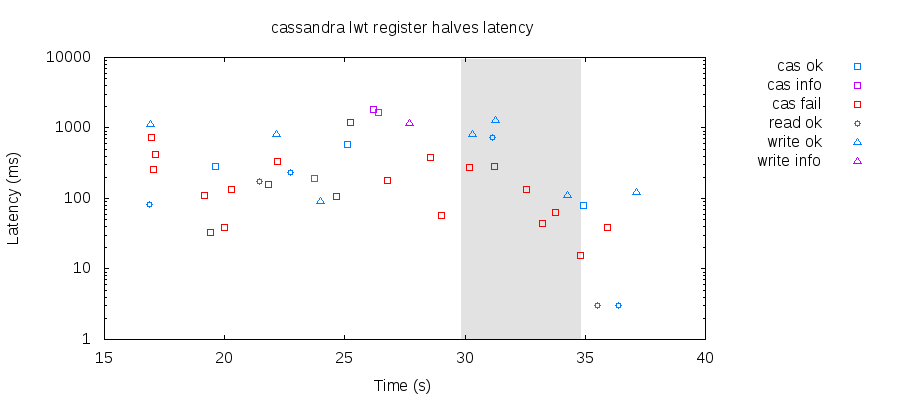 cassandra lwt register halves latency
10000
1000
100
10
1
Latency (ms)
15 20 25 30 35 40
Time (s)
cas ok
cas info
cas fail
read ok
write ok
write info